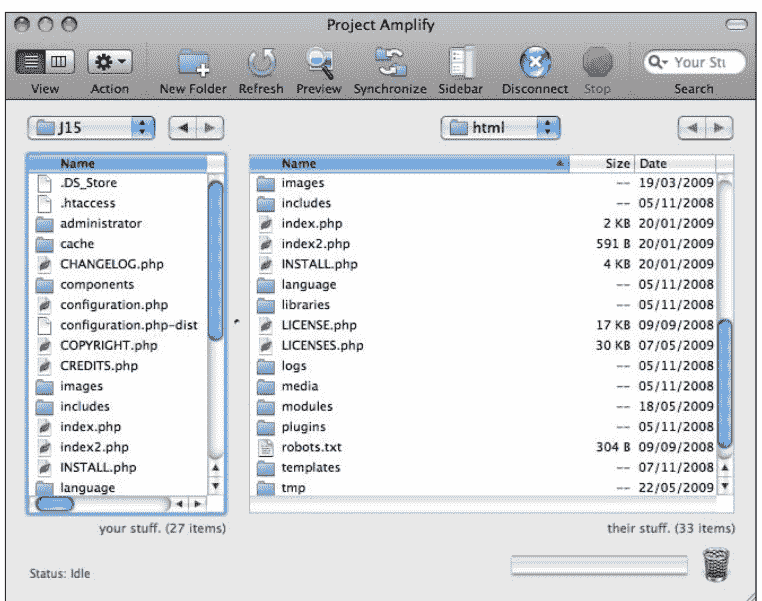 Project Amplify
View Action New Folder Refresh Preview Synchronize Sidebar Disconnect Stop Search
Your Stu
J15
html
Name
.DS_Store
.htaccess
administrator
cache
CHANGELOG.php
components
configuration.php
configuration.php-dist
COPYRIGHT.php
CREDITS.php
images
includes
index.php
index2.php
INSTALL.php
language
your stuff. (27 items)
Name Size Date
images -- 19/03/2009
includes -- 05/11/2008
index.php 2 KB 20/01/2009
index2.php 591 B 20/01/2009
INSTALL.php 4 KB 20/01/2009
language -- 05/11/2008
libraries -- 05/11/2008
LICENSE.php 17 KB 09/09/2008
LICENSES.php 30 KB 07/05/2009
logs -- 05/11/2008
media -- 05/11/2008
modules -- 18/05/2009
plugins -- 05/11/2008
robots.txt 304 B 09/09/2008
templates -- 07/11/2008
tmp -- 22/05/2009
their stuff. (33 items)
Status: Idle